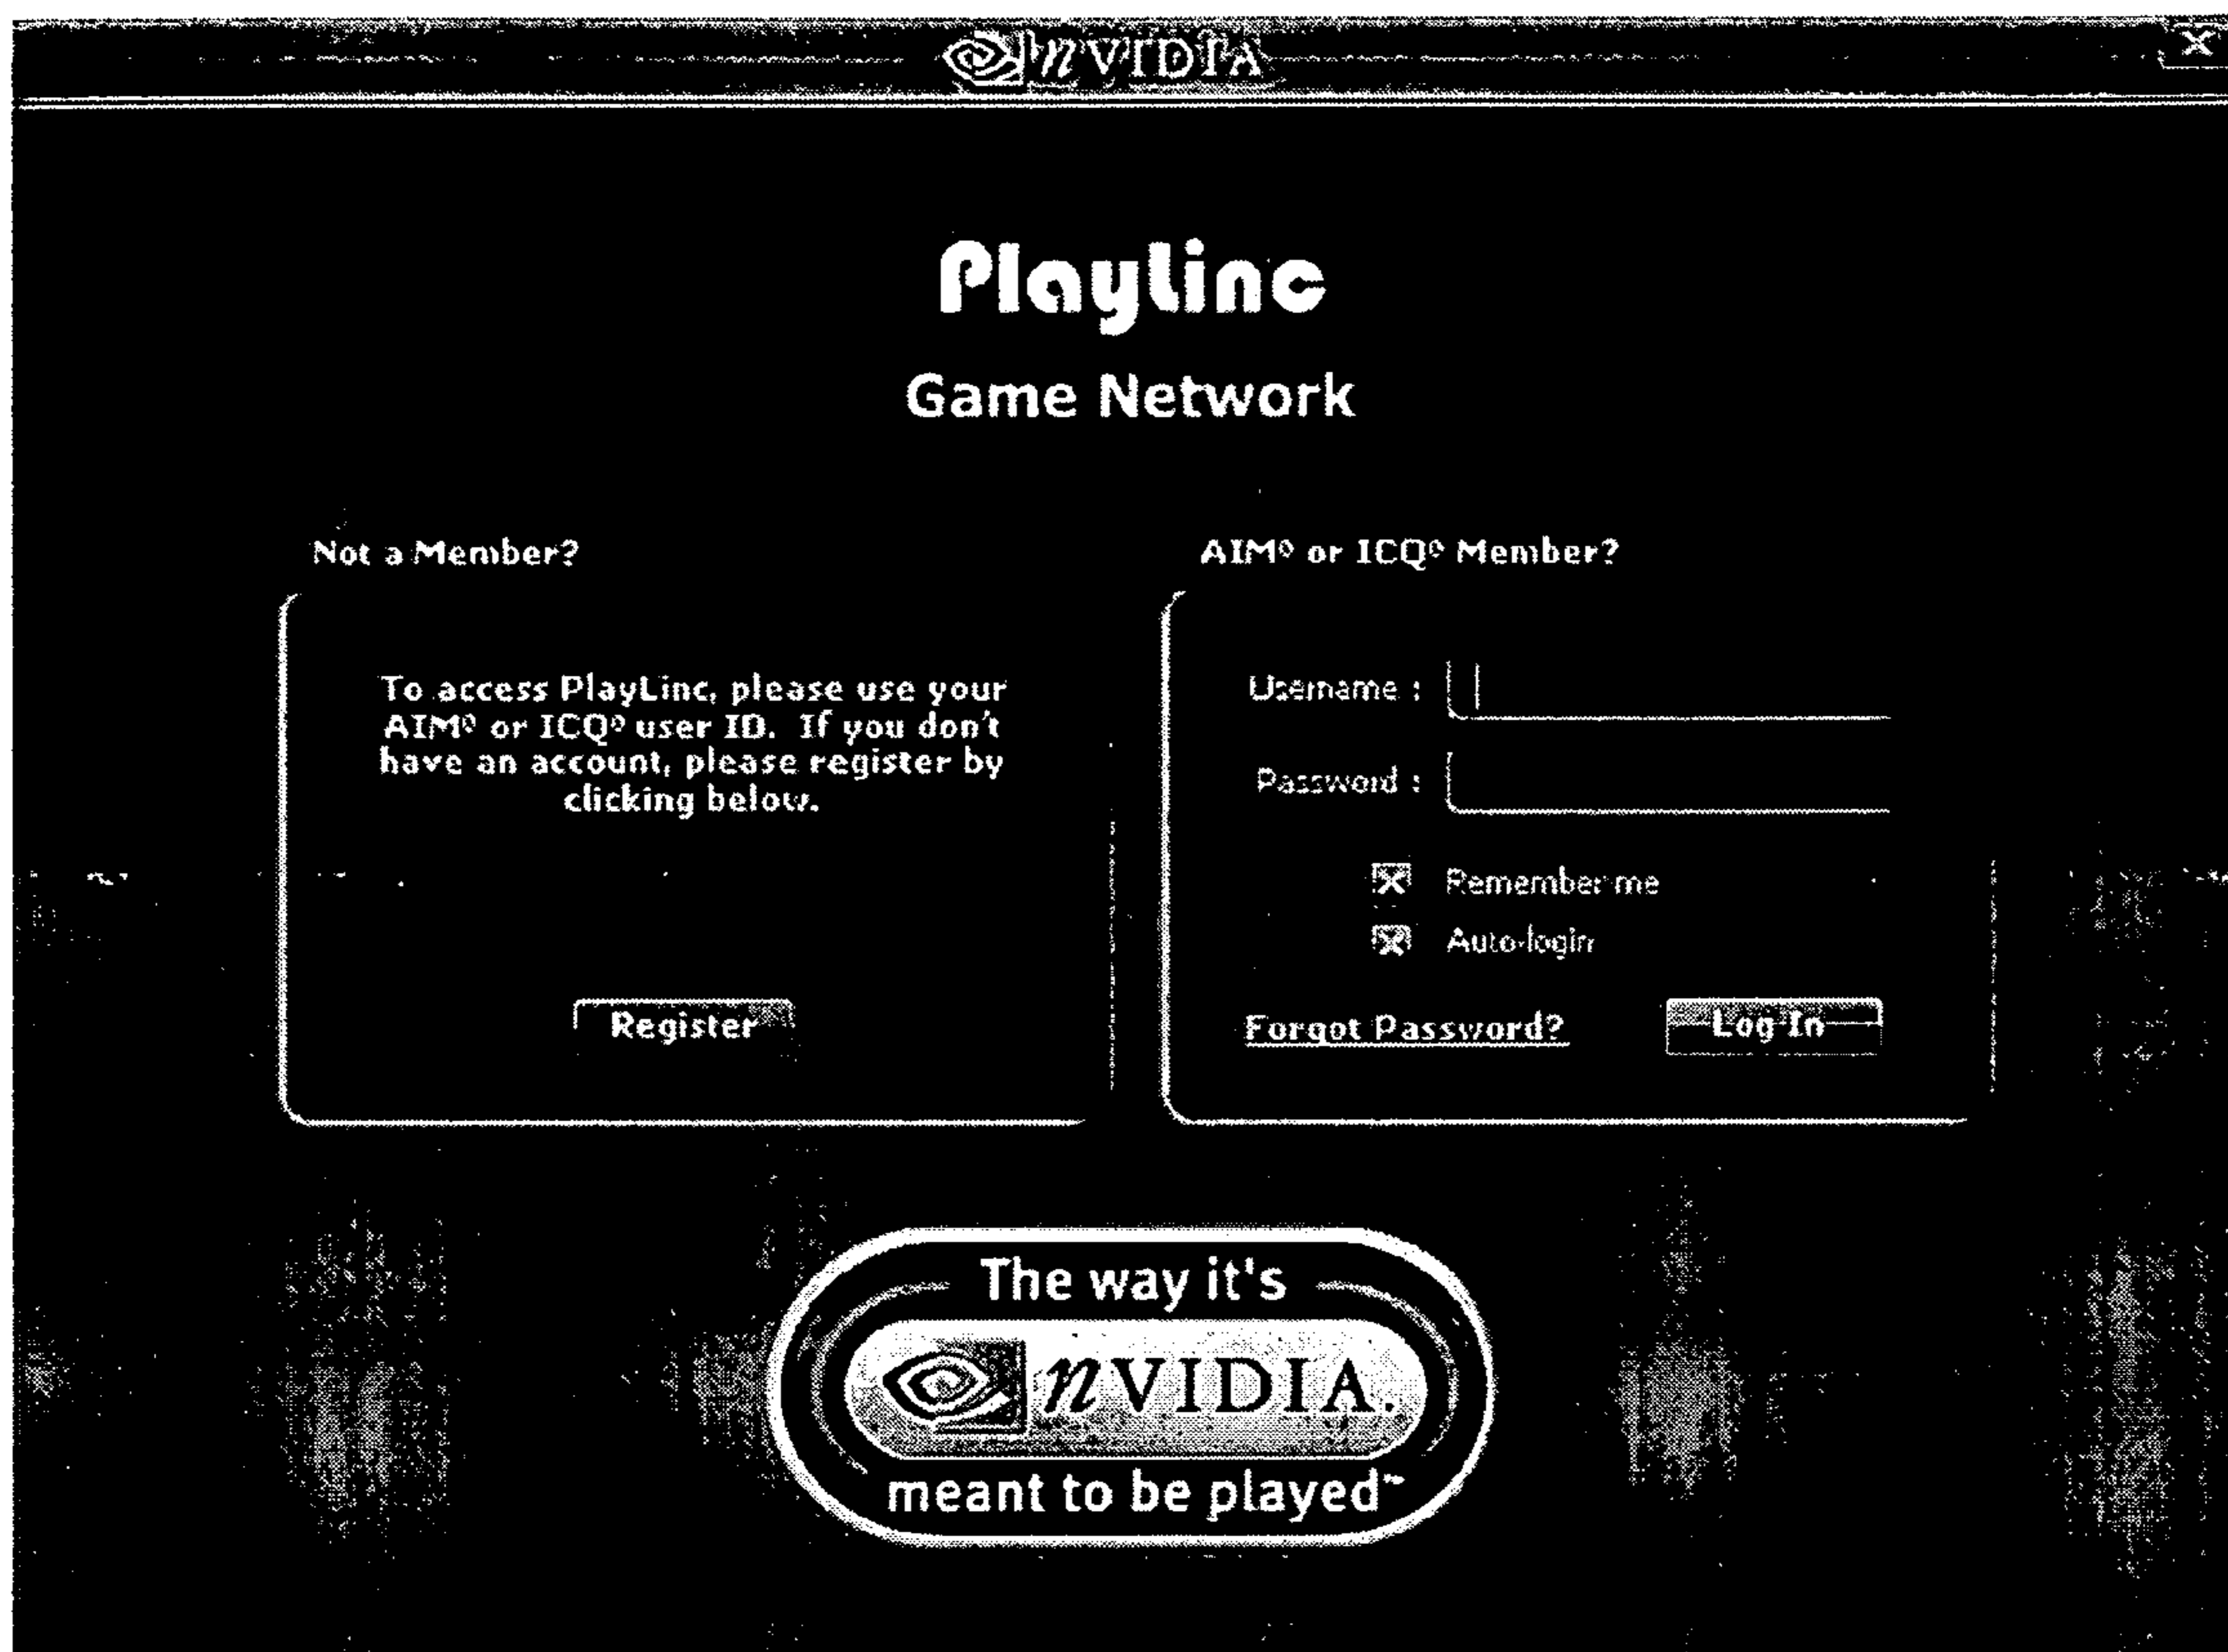 nVIDIA
PlayLinc
Game Network
Not a Member?
To access PlayLinc, please use your
AIM® or ICQ® user ID. If you don't
have an account, please register by
clicking below.
Register
AIM® or ICQ® Member?
Username :
Password :
Remember me
Auto-login
Forgot Password?
Log In
The way it's
nVIDIA.
meant to be played™